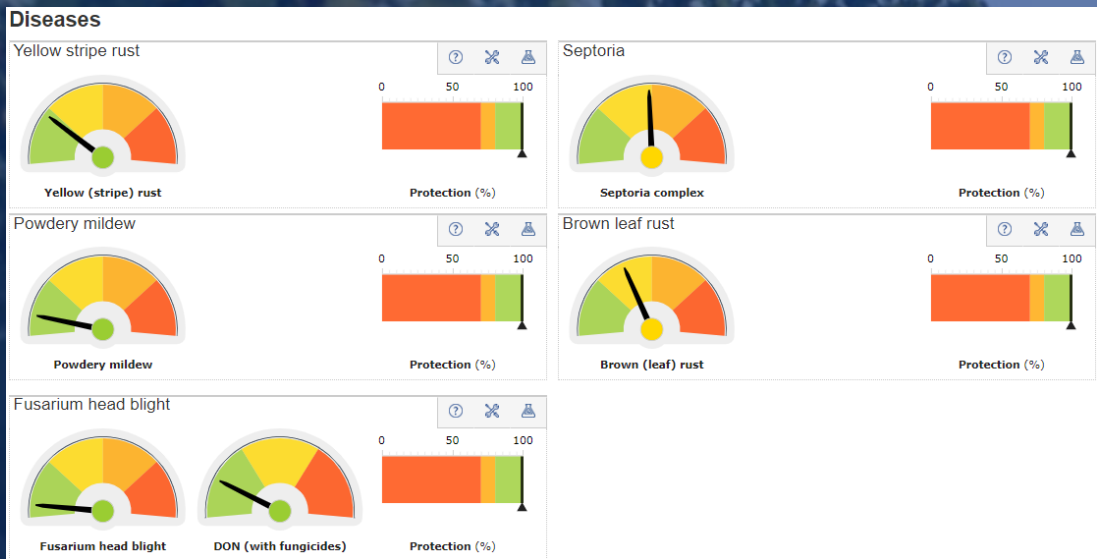 Diseases
Yellow stripe rust
?
0 50 100
Yellow (stripe) rust
Protection (%)
Septoria
?
0 50 100
Septoria complex
Protection (%)
Powdery mildew
?
0 50 100
Powdery mildew
Protection (%)
Brown leaf rust
?
0 50 100
Brown (leaf) rust
Protection (%)
Fusarium head blight
?
0 50 100
Fusarium head blight
DON (with fungicides)
Protection (%)